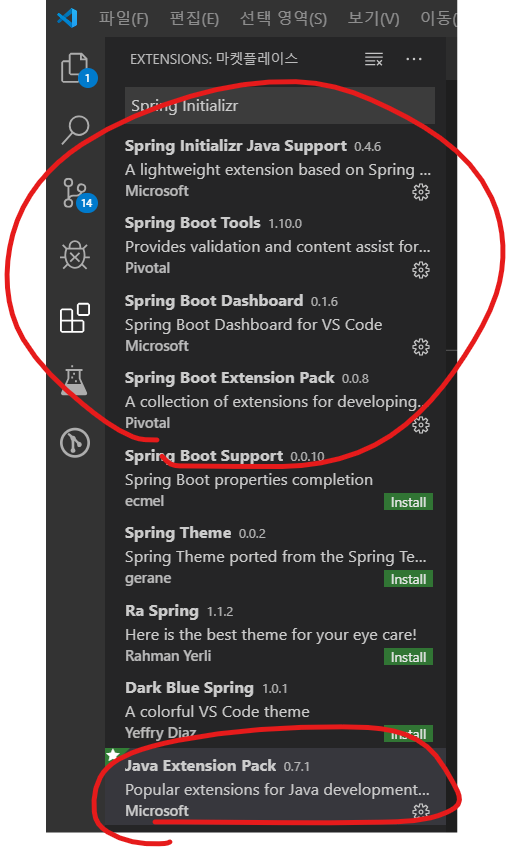 파일(F) 편집(E) 선택 영역(S) 보기(V) 이동(
EXTENSIONS: 마켓플레이스
1
Spring Initializr
Spring Initializr Java Support 0.4.6
A lightweight extension based on Spring ...
Microsoft
14
Spring Boot Tools 1.10.0
Provides validation and content assist for...
Pivotal
Spring Boot Dashboard 0.1.6
Spring Boot Dashboard for VS Code
Microsoft
Spring Boot Extension Pack 0.0.8
A collection of extensions for developing...
Pivotal
Spring Boot Support 0.0.10
Spring Boot properties completion
ecmel Install
Spring Theme 0.0.2
Spring Theme ported from the Spring Te...
gerane Install
Ra Spring 1.1.2
Here is the best theme for your eye care!
Rahman Yerli Install
Dark Blue Spring 1.0.1
A colorful VS Code theme
Yeffry Diaz Install
Java Extension Pack 0.7.1
Popular extensions for Java development...
Microsoft